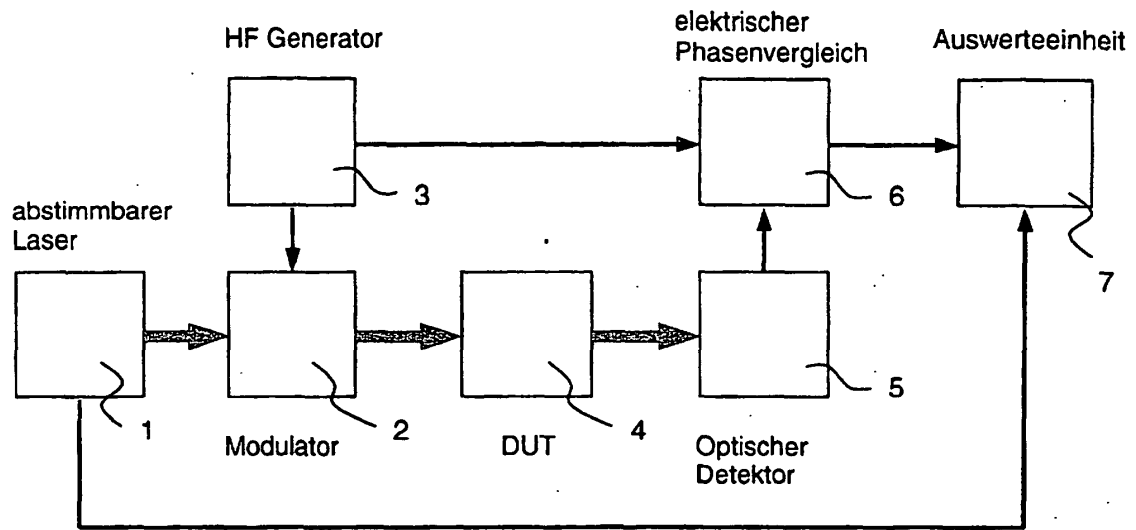 HF Generator
elektrischer
Phasenvergleich
Auswerteeinheit
3
6
7
abstimmbarer
Laser
1
2
4
5
Modulator
DUT
Optischer
Detektor